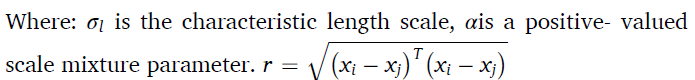 Where: σₗ is the characteristic length scale, αis a positive- valued
scale mixture parameter. r = √((xᵢ − xⱼ)ᵀ(xᵢ − xⱼ))